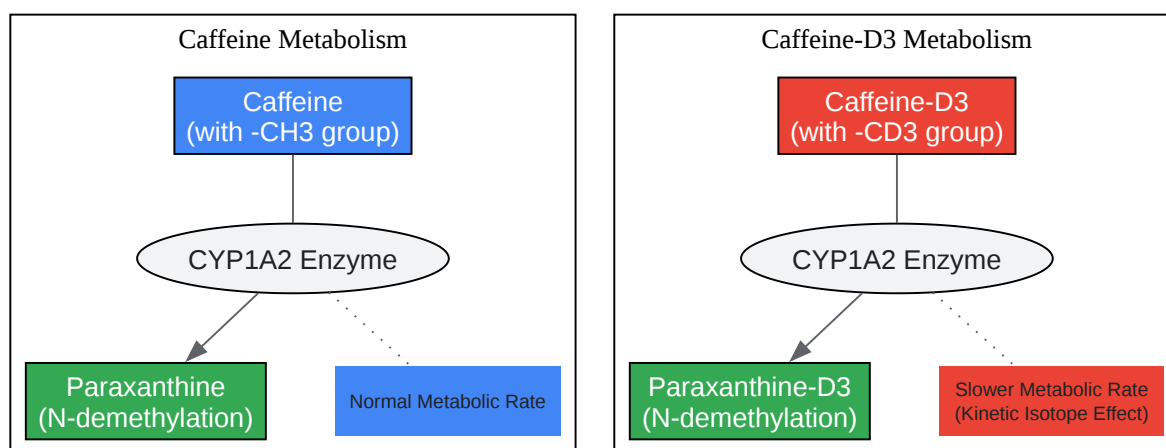 Caffeine Metabolism
Caffeine
(with -CH3 group)
CYP1A2 Enzyme
Paraxanthine
(N-demethylation)
Normal Metabolic Rate
Caffeine-D3 Metabolism
Caffeine-D3
(with -CD3 group)
CYP1A2 Enzyme
Paraxanthine-D3
(N-demethylation)
Slower Metabolic Rate
(Kinetic Isotope Effect)